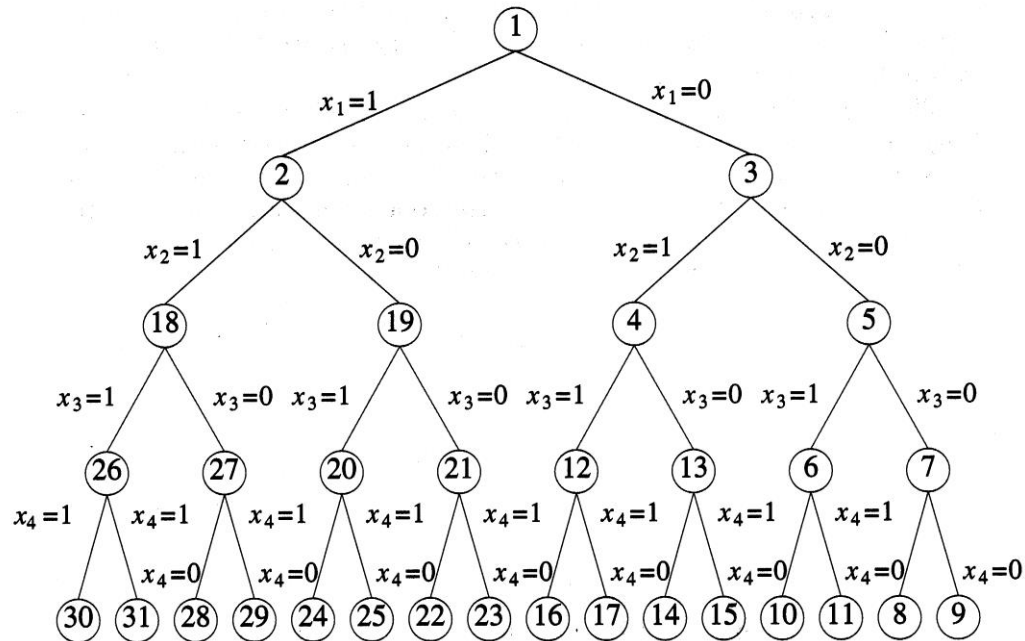 1
x₁=1 x₁=0
2 3
x₂=1 x₂=0 x₂=1 x₂=0
18 19 4 5
x₃=1 x₃=0 x₃=1 x₃=0 x₃=1 x₃=0 x₃=1 x₃=0
26 27 20 21 12 13 6 7
x₄=1 x₄=1 x₄=1 x₄=1 x₄=1 x₄=1 x₄=1 x₄=1
x₄=0 x₄=0 x₄=0 x₄=0 x₄=0 x₄=0 x₄=0 x₄=0
30 31 28 29 24 25 22 23 16 17 14 15 10 11 8 9